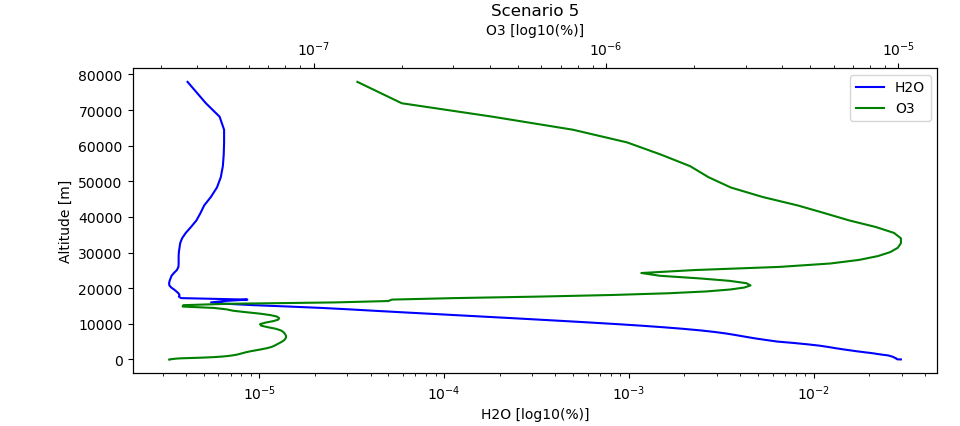 Scenario 5
O3 [log10(%)]
10⁻⁷ 10⁻⁶ 10⁻⁵
80000
70000
60000
50000
40000
30000
20000
10000
0
Altitude [m]
H2O
O3
10⁻⁵ 10⁻⁴ 10⁻³ 10⁻²
H2O [log10(%)]